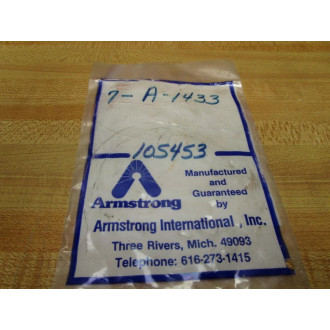 7-A-1433
105453
Armstrong
Manufactured
and
Guaranteed
by
Armstrong International, Inc.
Three Rivers, Mich. 49093
Telephone: 616-273-1415